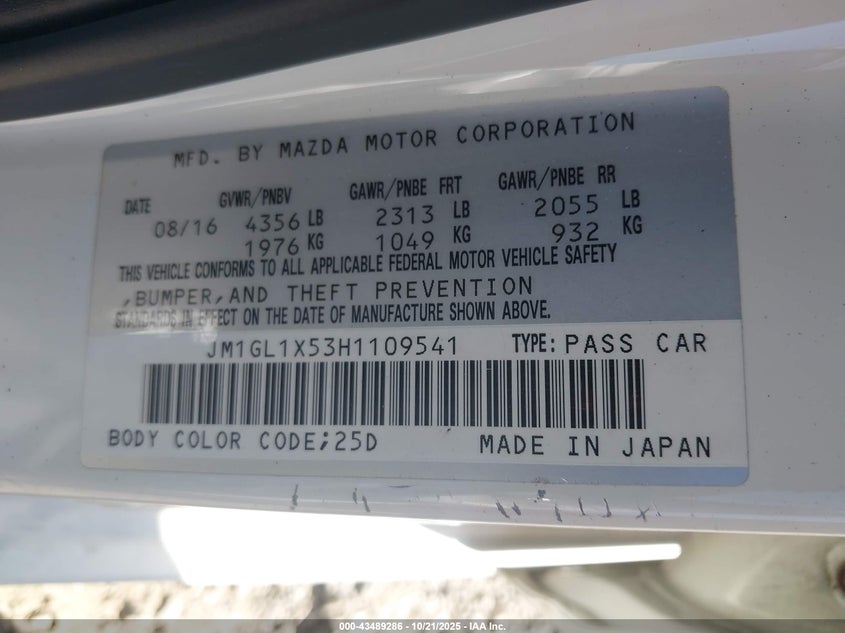 MFD. BY MAZDA MOTOR CORPORATION
DATE GVWR/PNBV GAWR/PNBE FRT GAWR/PNBE RR
08/16 4356 LB 2313 LB 2055 LB
1976 KG 1049 KG 932 KG
THIS VEHICLE CONFORMS TO ALL APPLICABLE FEDERAL MOTOR VEHICLE SAFETY
,BUMPER,AND THEFT PREVENTION
STANDARDS IN EFFECT ON THE DATE OF MANUFACTURE SHOWN ABOVE.
JM1GL1X53H1109541 TYPE: PASS CAR
BODY COLOR CODE;25D MADE IN JAPAN
000-43489286 - 10/21/2025 - IAA Inc.